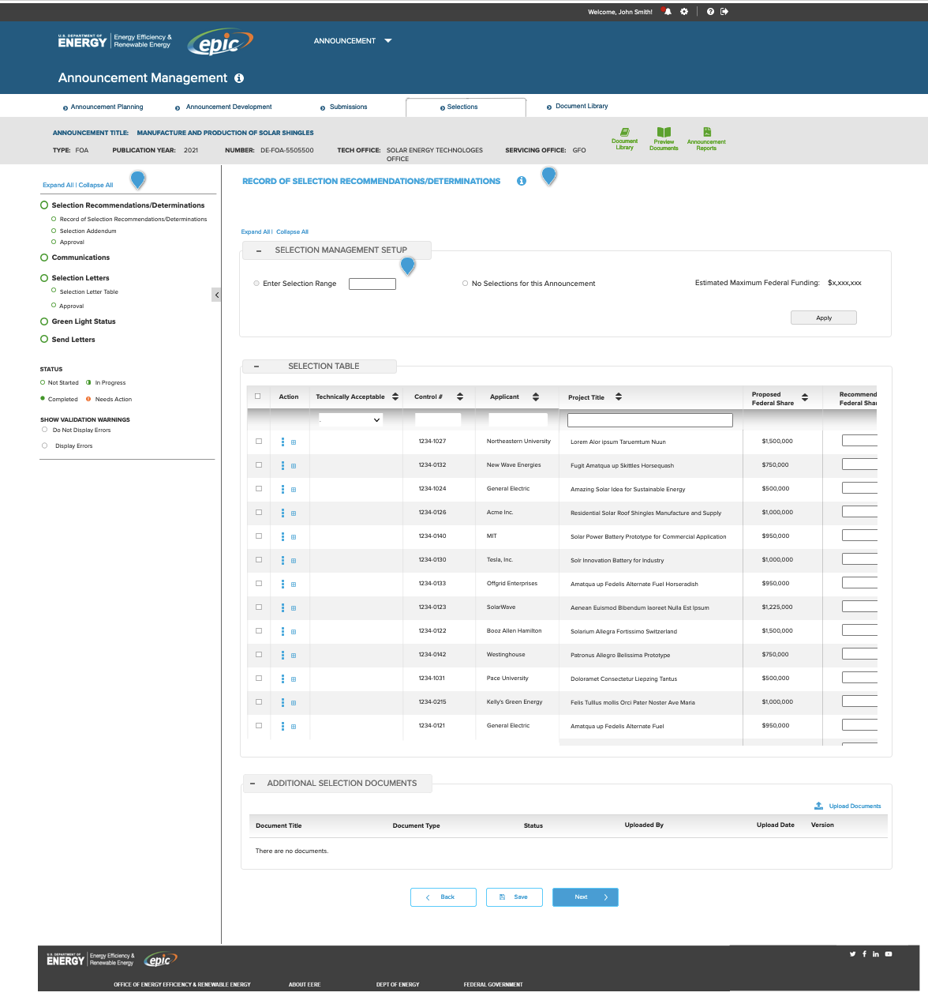 Welcome, John Smith!
U.S. DEPARTMENT OF
ENERGY
Energy Efficiency &
Renewable Energy
epic
ANNOUNCEMENT
Announcement Management
Announcement Planning
Announcement Development
Submissions
Selections
Document Library
ANNOUNCEMENT TITLE: MANUFACTURE AND PRODUCTION OF SOLAR SHINGLES
TYPE: FOA
PUBLICATION YEAR: 2021
NUMBER: DE-FOA-5505500
TECH OFFICE: SOLAR ENERGY TECHNOLOGIES
OFFICE
SERVICING OFFICE: GFO
Document
Library
Preview
Documents
Announcement
Reports
Expand All I Collapse All
Selection Recommendations/Determinations
Record of Selection Recommendations/Determinations
Selection Addendum
Approval
Communications
Selection Letters
Selection Letter Table
Approval
Green Light Status
Send Letters
STATUS
Not Started
In Progress
Completed
Needs Action
SHOW VALIDATION WARNINGS
Do Not Display Errors
Display Errors
RECORD OF SELECTION RECOMMENDATIONS/DETERMINATIONS
Expand All I Collapse All
SELECTION MANAGEMENT SETUP
Enter Selection Range
No Selections for this Announcement
Estimated Maximum Federal Funding: $x,xxx,xxx
Apply
SELECTION TABLE
Action
Technically Acceptable
Control #
Applicant
Project Title
Proposed
Federal Share
Recommend
Federal Shar
1234-1027 Northeastern University Lorem Alor ipsum Taruemtum Nuun $1,500,000
1234-0132 New Wave Energies Fugit Amatqua up Skittles Horsequash $750,000
1234-1024 General Electric Amazing Solar Idea for Sustainable Energy $500,000
1234-0126 Acme Inc. Residential Solar Roof Shingles Manufacture and Supply $1,000,000
1234-0140 MIT Solar Power Battery Prototype for Commercial Application $950,000
1234-0130 Tesla, Inc. Solr Innovation Battery for Industry $1,000,000
1234-0133 Offgrid Enterprises Amatqua up Fedelis Alternate Fuel Horseradish $950,000
1234-0123 SolarWave Aenean Euismod Bibendum laoreet Nulla Est Ipsum $1,225,000
1234-0122 Booz Allen Hamilton Solarium Allegra Fortissimo Switzerland $1,500,000
1234-0142 Westinghouse Patronus Allegro Belissima Prototype $750,000
1234-1031 Pace University Doloramet Consectetur Liepzing Tantus $500,000
1234-0215 Kelly's Green Energy Felis Tulllus mollis Orci Pater Noster Ave Maria $1,000,000
1234-0121 General Electric Amatqua up Fedelis Alternate Fuel $950,000
ADDITIONAL SELECTION DOCUMENTS
Upload Documents
Document Title
Document Type
Status
Uploaded By
Upload Date
Version
There are no documents.
Back
Save
Next
U.S. DEPARTMENT OF
ENERGY
Energy Efficiency &
Renewable Energy
epic
OFFICE OF ENERGY EFFICIENCY & RENEWABLE ENERGY
ABOUT EERE
DEPT OF ENERGY
FEDERAL GOVERNMENT